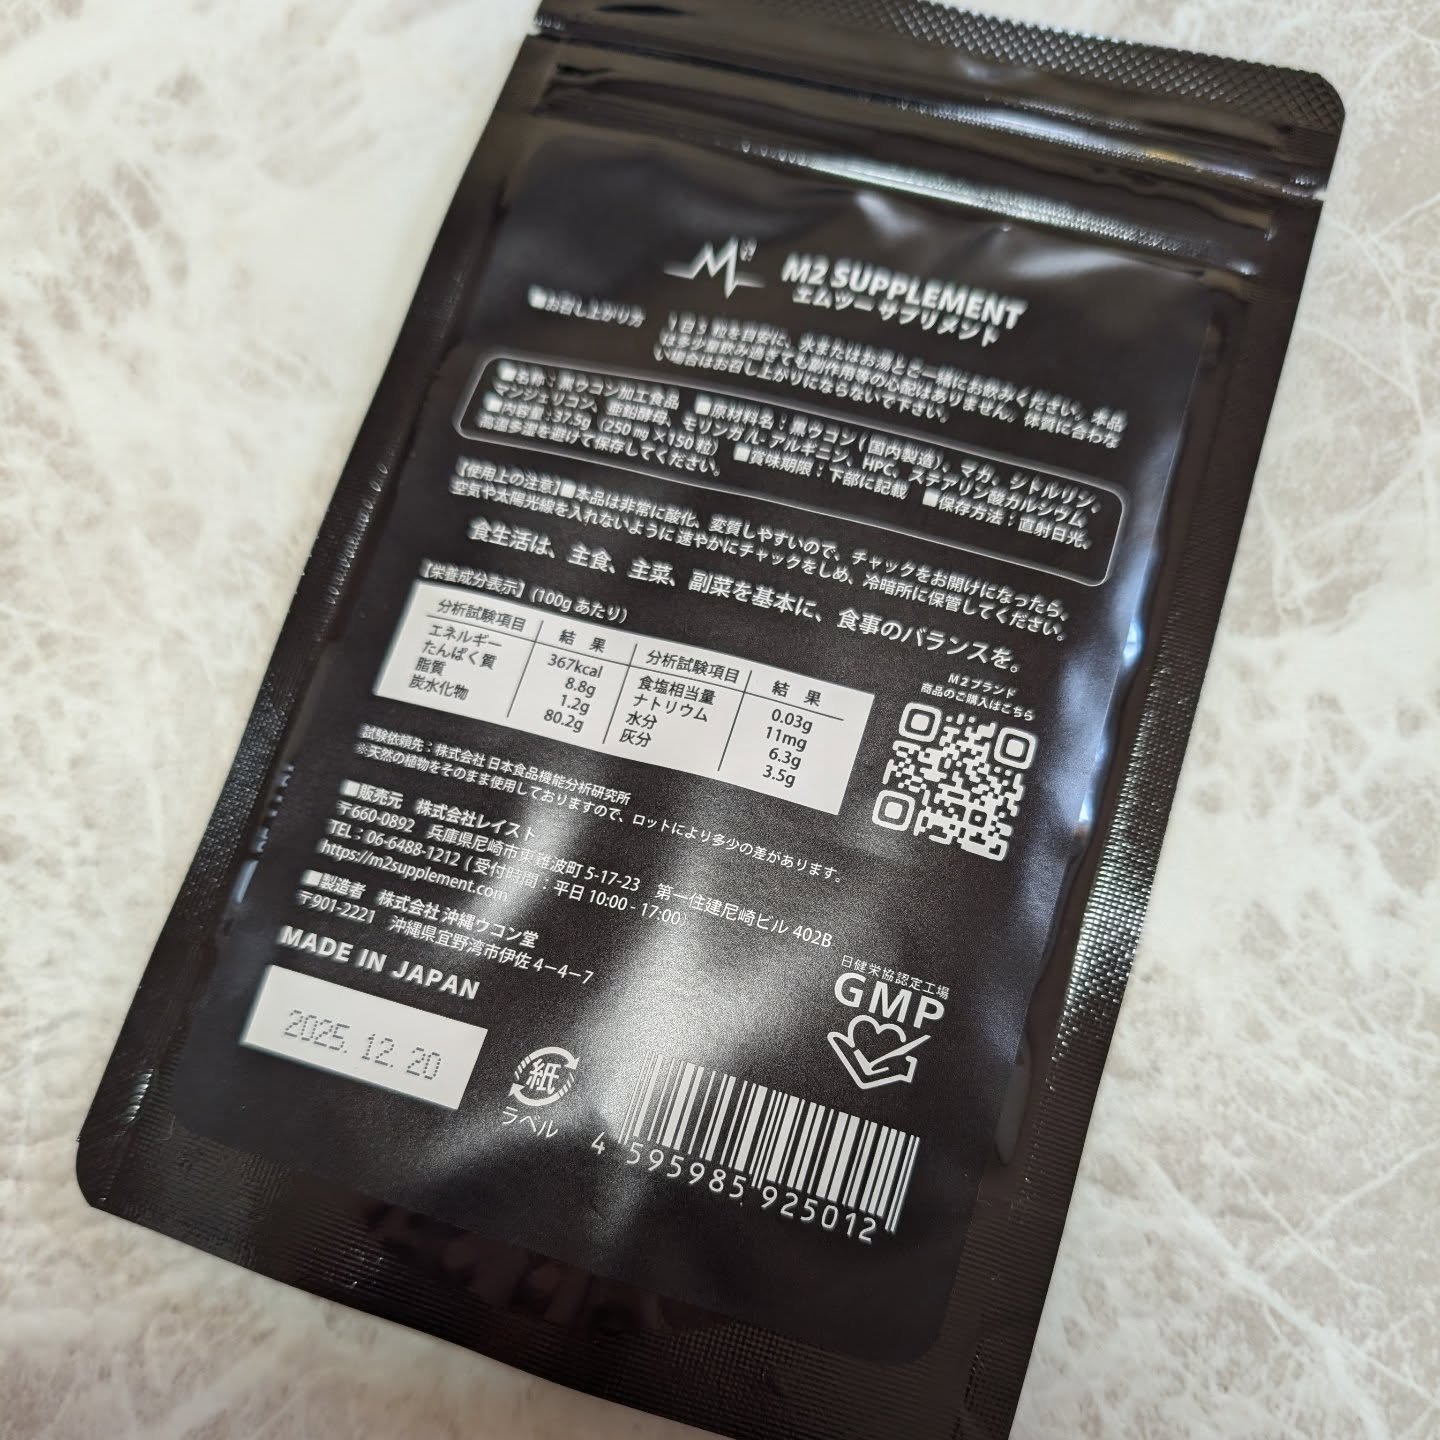 M2 SUPPLEMENT
エムツー サプリメント
■お召し上がり方
1日5粒を目安に、水またはお湯とご一緒にお飲みください。本品
は多少量飲み過ぎても副作用等の心配はありません。体質に合わな
い場合はお召し上がりにならないで下さい。
■名称：黒ウコン加工食品 ■原材料名：黒ウコン(国内製造)、マカ、シトルリン、
マンジェリコン、亜鉛酵母、モリンガ/L-アルギニン、HPC、ステアリン酸カルシウム
■内容量：37.5g（250㎎×150粒） ■賞味期限：下部に記載 ■保存方法：直射日光、
高温多湿を避けて保存してください。
【使用上の注意】■本品は非常に酸化、変質しやすいので、チャックをお開けになったら、
空気や太陽光線を入れないように速やかにチャックをしめ、冷暗所に保管してください。
食生活は、主食、主菜、副菜を基本に、食事のバランスを。
【栄養成分表示】(100gあたり)
分析試験項目 結 果 分析試験項目 結 果
エネルギー 367kcal 食塩相当量 0.03g
たんぱく質 8.8g ナトリウム 11mg
脂質 1.2g 水分 6.3g
炭水化物 80.2g 灰分 3.5g
M2ブランド
商品のご購入はこちら
試験依頼先：株式会社 日本食品機能分析研究所
※天然の植物をそのまま使用しておりますので、ロットにより多少の差があります。
■販売元 株式会社レイスト
〒660-0892 兵庫県尼崎市東難波町 5-17-23 第一住建尼崎ビル 402B
TEL：06-6488-1212 (受付時間：平日 10:00 - 17:00)
https://m2supplement.com
■製造者 株式会社 沖縄ウコン堂
〒901-2221 沖縄県宜野湾市伊佐 4－4－7
MADE IN JAPAN
日健栄協認定工場
GMP
2025. 12. 20
紙
ラベル
4 595985 925012